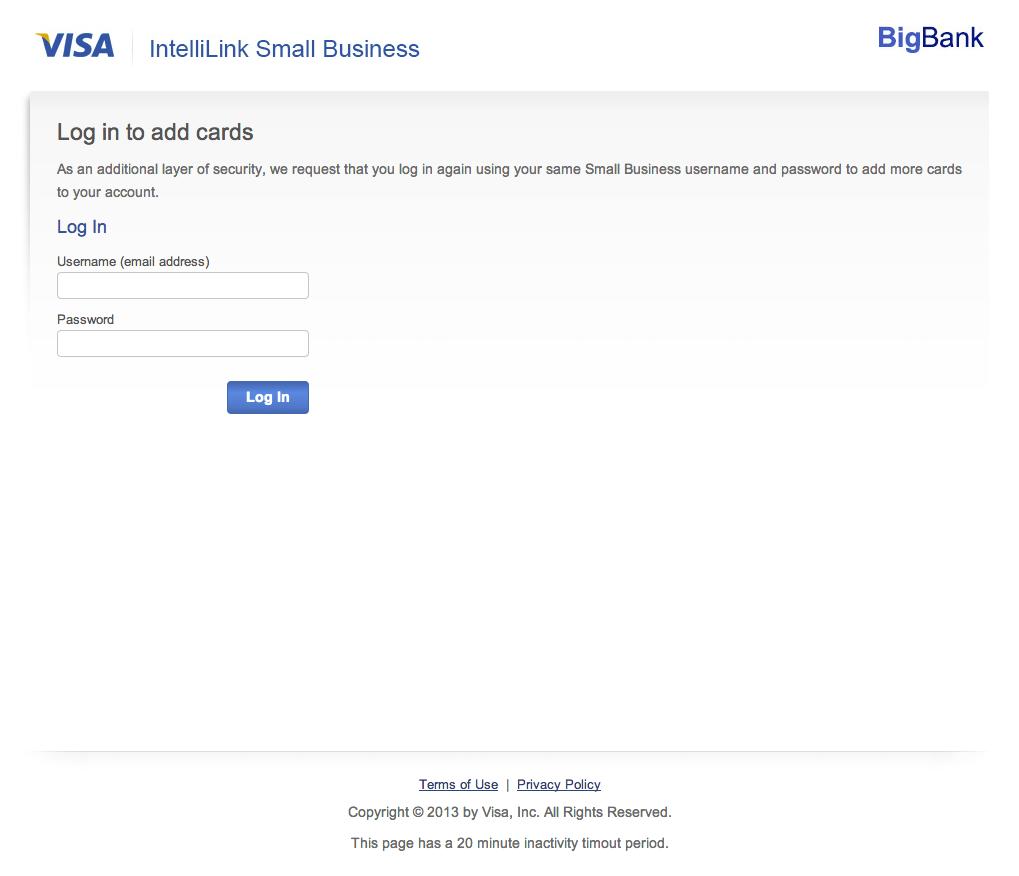 VISA IntelliLink Small Business BigBank
Log in to add cards
As an additional layer of security, we request that you log in again using your same Small Business username and password to add more cards
to your account.
Log In
Username (email address)
Password
Log In
Terms of Use | Privacy Policy
Copyright © 2013 by Visa, Inc. All Rights Reserved.
This page has a 20 minute inactivity timout period.